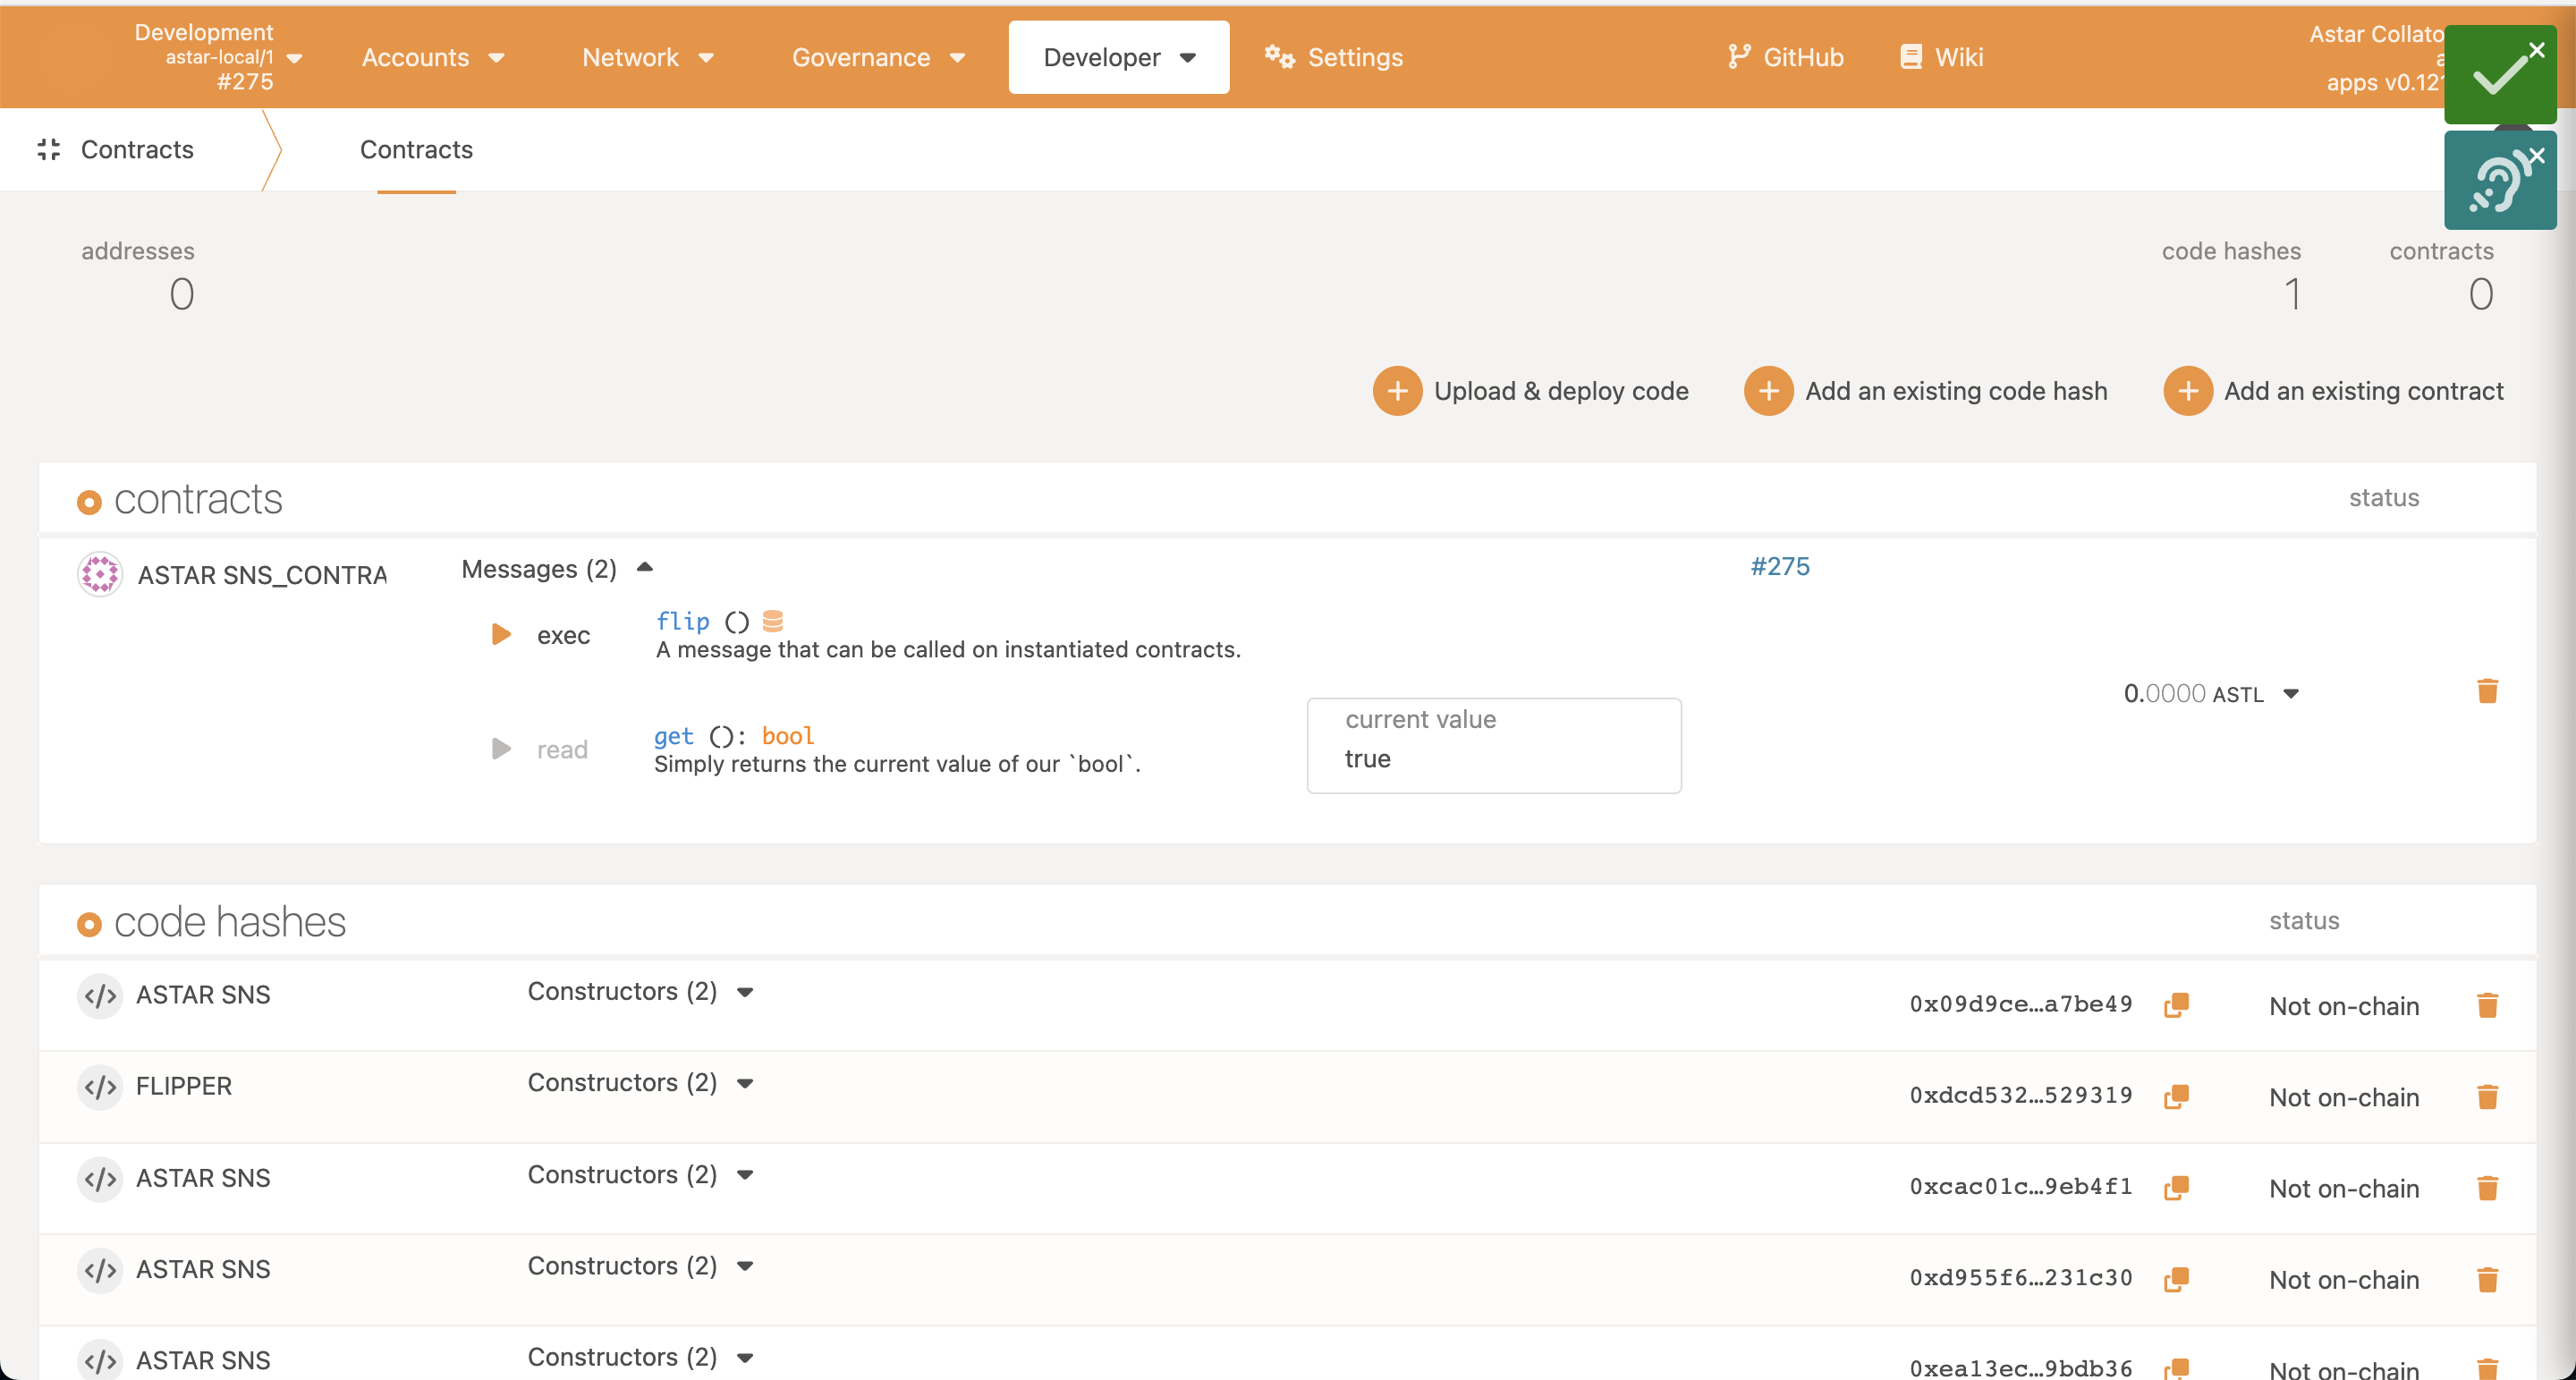 Development
astar-local/1
#275
Accounts
Network
Governance
Developer
Settings
GitHub
Wiki
Astar Collato
a
apps v0.12
Contracts
Contracts
addresses
0
code hashes
1
contracts
0
Upload & deploy code
Add an existing code hash
Add an existing contract
contracts
status
ASTAR SNS_CONTRA
Messages (2)
#275
exec
flip ()
A message that can be called on instantiated contracts.
0.0000 ASTL
read
get (): bool
Simply returns the current value of our `bool`.
current value
true
code hashes
status
ASTAR SNS Constructors (2) 0x09d9ce…a7be49 Not on-chain
FLIPPER Constructors (2) 0xdcd532…529319 Not on-chain
ASTAR SNS Constructors (2) 0xcac01c…9eb4f1 Not on-chain
ASTAR SNS Constructors (2) 0xd955f6…231c30 Not on-chain
ASTAR SNS Constructors (2) 0xea13ec…9bdb36 Not on-chain